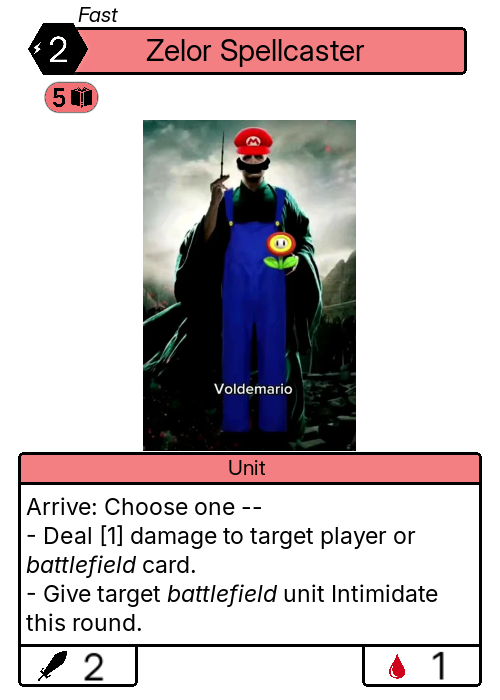 Fast
2
Zelor Spellcaster
5
M
Voldemario
Unit
Arrive: Choose one --
- Deal [1] damage to target player or
battlefield card.
- Give target battlefield unit Intimidate
this round.
2
1